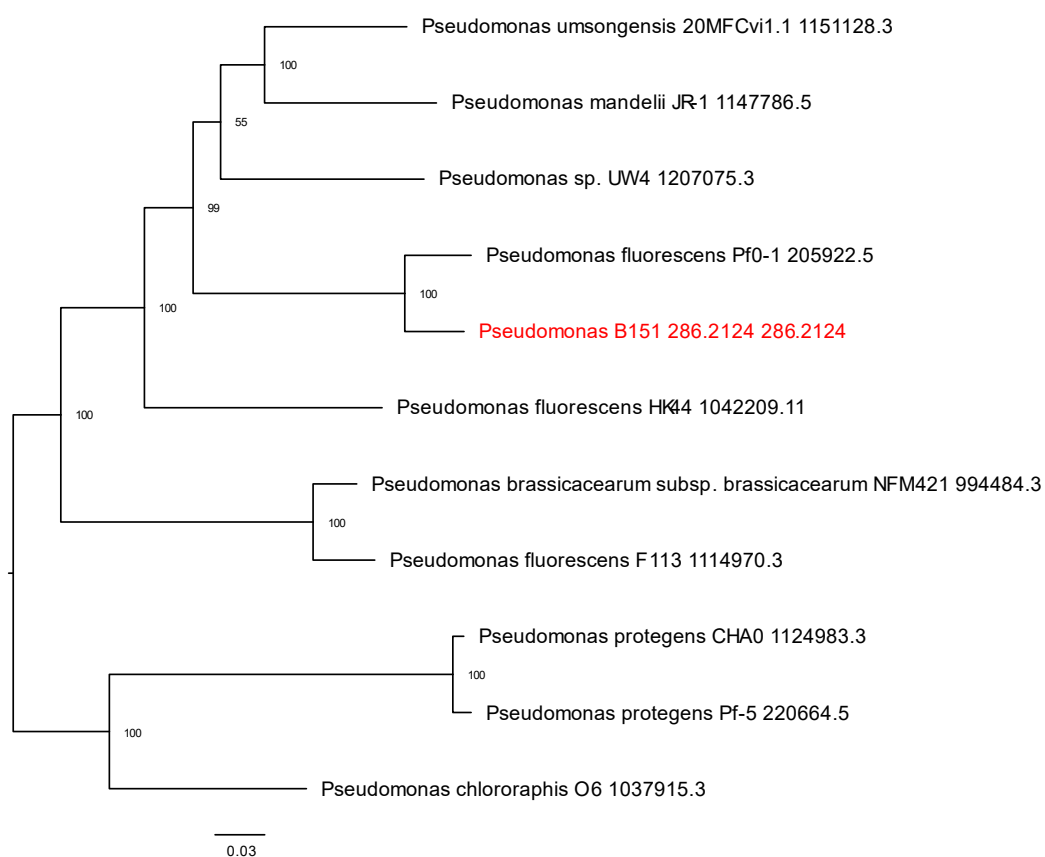 Pseudomonas umsongensis 20MFCvi1.1 1151128.3
100
Pseudomonas mandelii JR-1 1147786.5
55
Pseudomonas sp. UW4 1207075.3
99
Pseudomonas fluorescens Pf0-1 205922.5
100
100
Pseudomonas B151 286.2124 286.2124
Pseudomonas fluorescens HK44 1042209.11
100
Pseudomonas brassicacearum subsp. brassicacearum NFM421 994484.3
100
Pseudomonas fluorescens F113 1114970.3
Pseudomonas protegens CHA0 1124983.3
100
Pseudomonas protegens Pf-5 220664.5
100
Pseudomonas chlororaphis O6 1037915.3
0.03